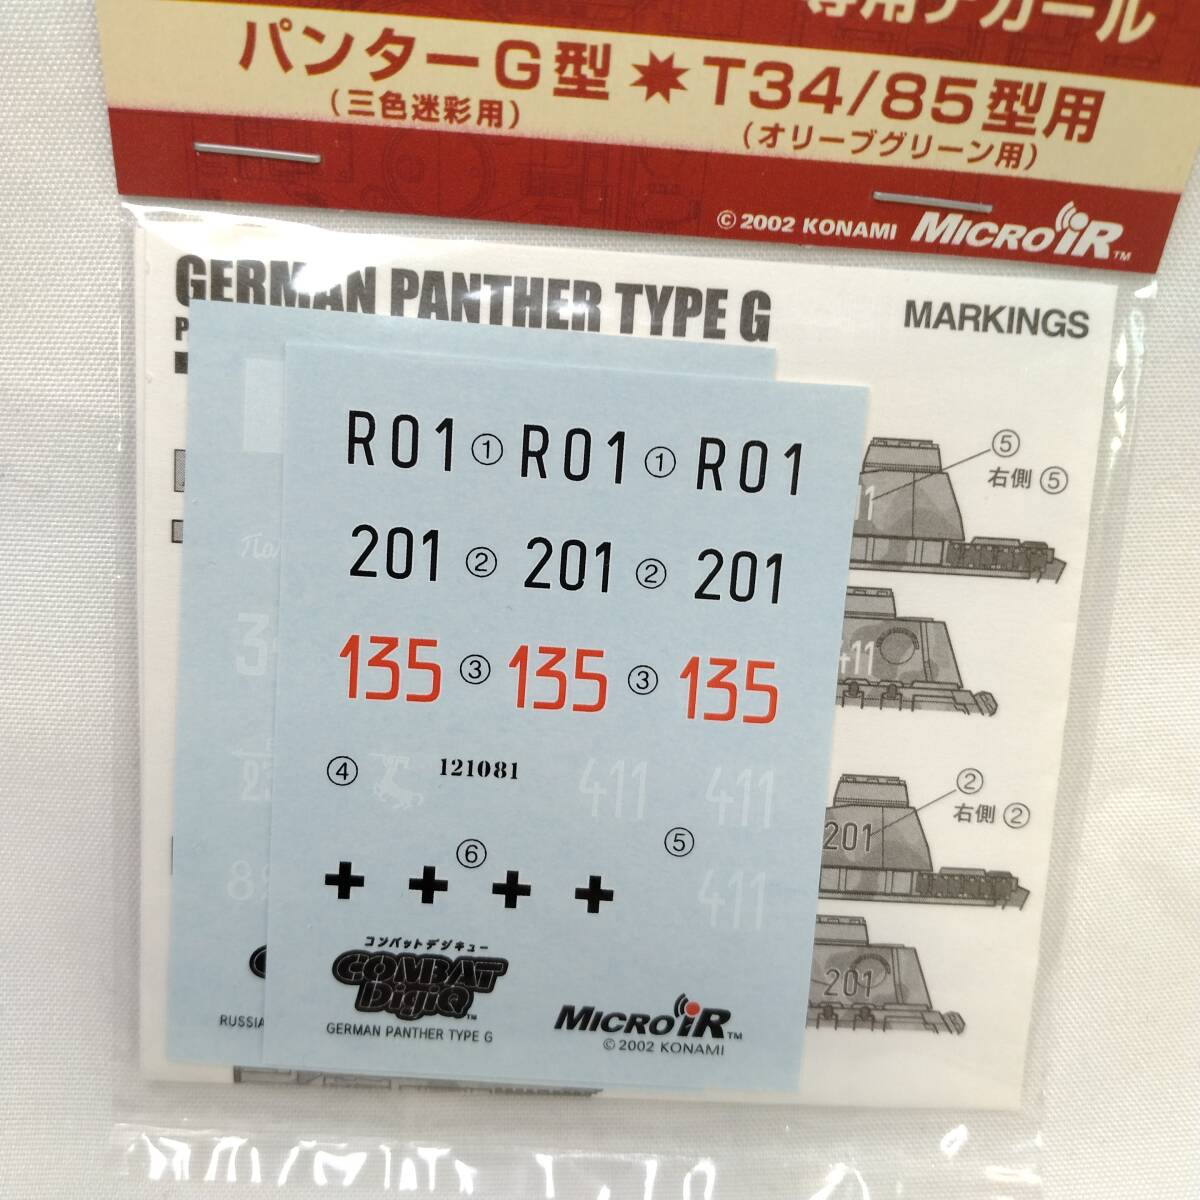 専用デカール
パンターG型 T34/85型用
(三色迷彩用) (オリーブグリーン用)
© 2002 KONAMI MICRO iR TM
GERMAN PANTHER TYPE G
MARKINGS
R01 ① R01 ① R01
201 ② 201 ② 201
135 ③ 135 ③ 135
④ 121081 411 411
⑥ ⑤
411
コンバットデジキュー
COMBAT
DigiQ TM
GERMAN PANTHER TYPE G
MICRO iR TM
© 2002 KONAMI
⑤
右側 ⑤
411
②
右側 ②
201
201